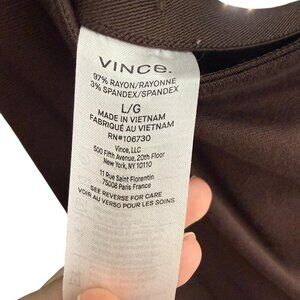 VINCE.
97% RAYON/RAYONNE
3% SPANDEX/SPANDEX
L/G
MADE IN VIETNAM
FABRIQUÉ AU VIETNAM
RN#106730
Vince, LLC
500 Fifth Avenue, 20th Floor
New York, NY 10110
11 Rue Saint Florentin
75008 Paris France
SEE REVERSE FOR CARE
VOIR AU VERSO POUR LES SOINS